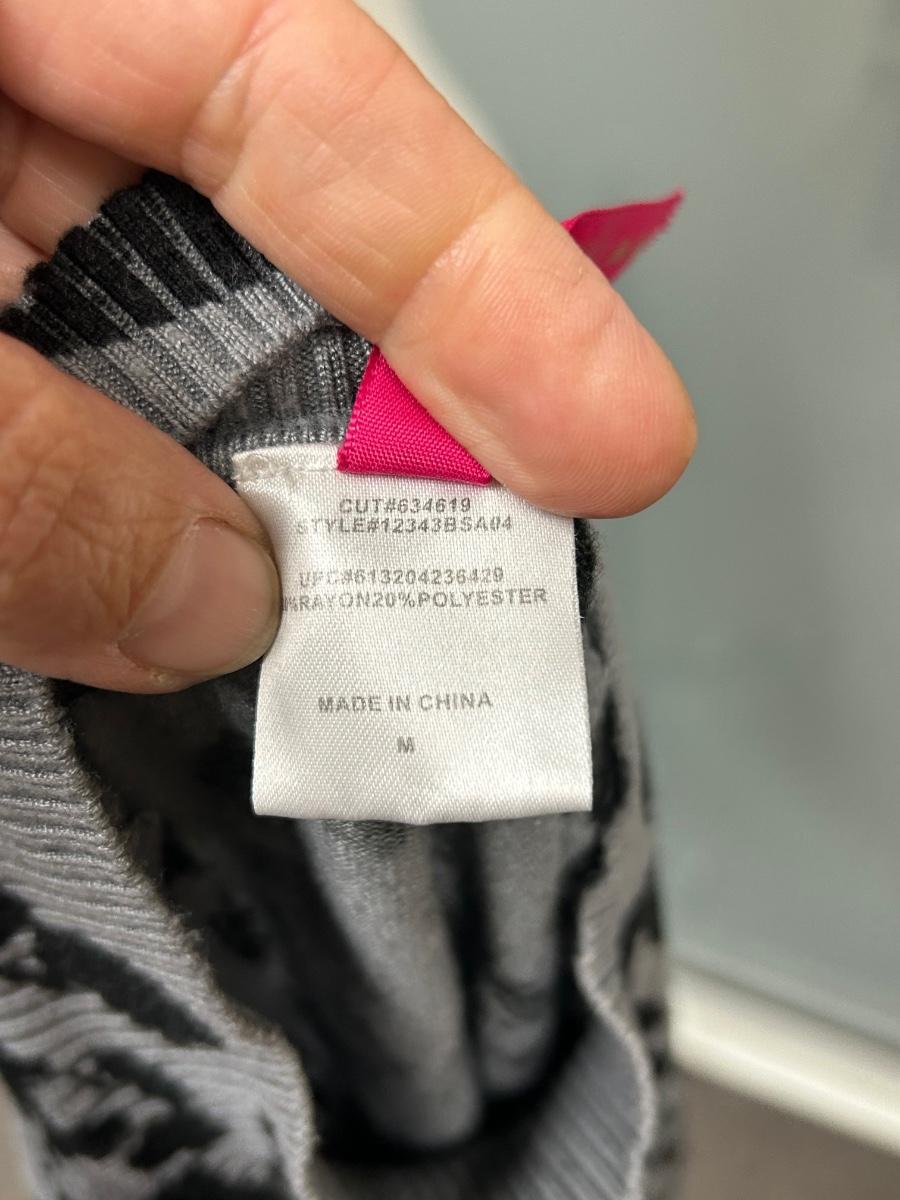 CUT#634619
STYLE#12343BSA04
UPC#613204236429
%RAYON20%POLYESTER
MADE IN CHINA
M